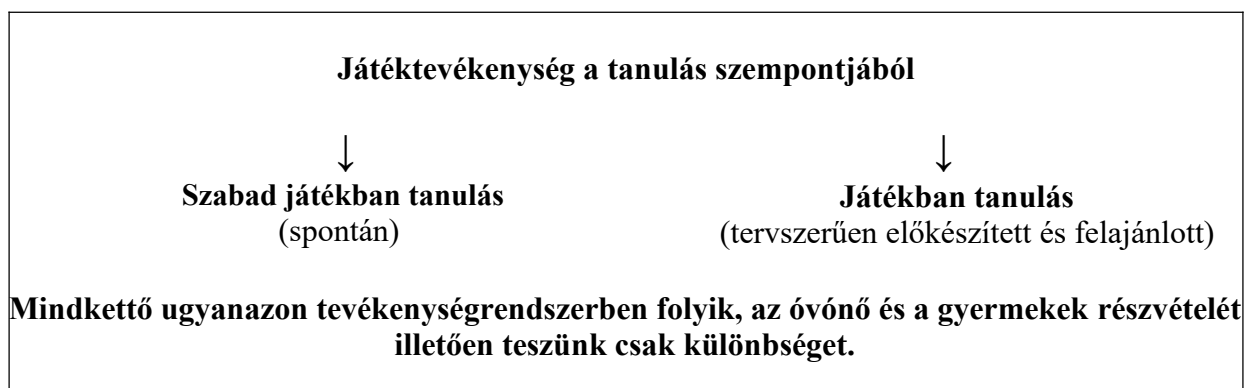 Játéktevékenység a tanulás szempontjából
↓ ↓
Szabad játékban tanulás Játékban tanulás
(spontán) (tervszerűen előkészített és felajánlott)
Mindkettő ugyanazon tevékenységrendszerben folyik, az óvónő és a gyermekek részvételét
illetően teszünk csak különbséget.